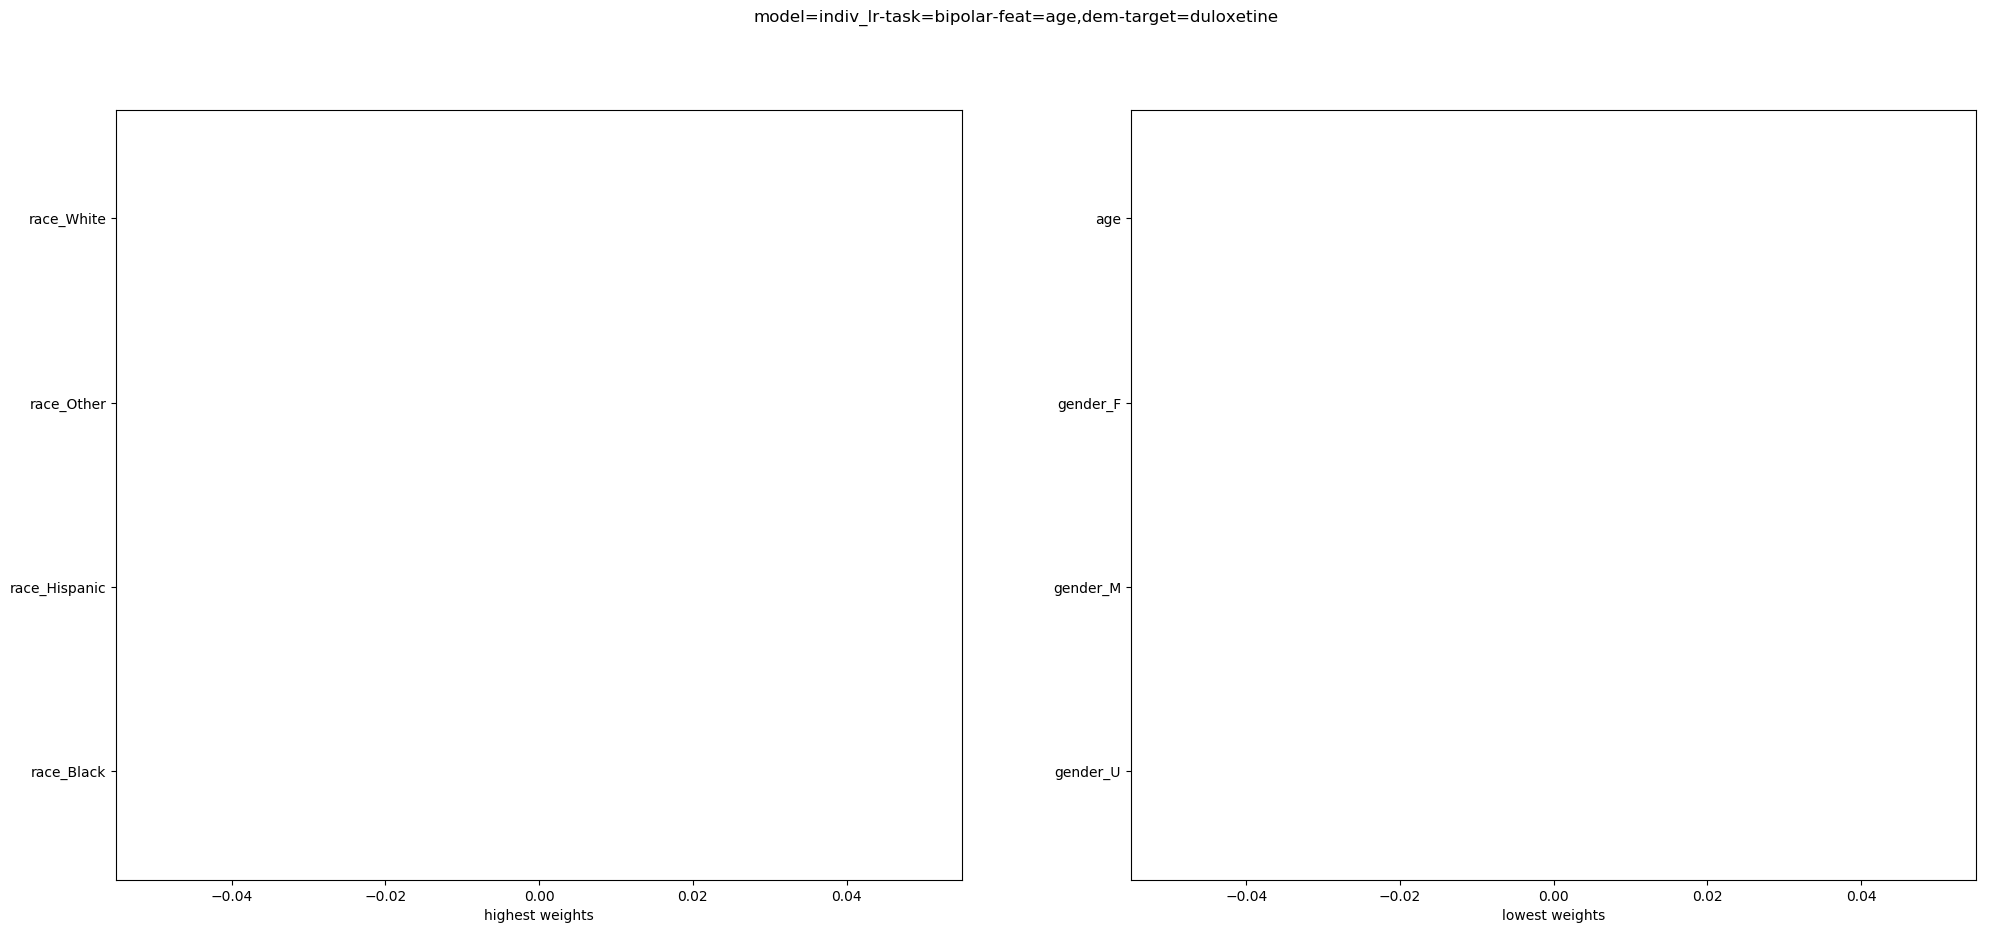 model=indiv_lr-task=bipolar-feat=age,dem-target=duloxetine
race_White
race_Other
race_Hispanic
race_Black
−0.04 −0.02 0.00 0.02 0.04
highest weights
age
gender_F
gender_M
gender_U
−0.04 −0.02 0.00 0.02 0.04
lowest weights